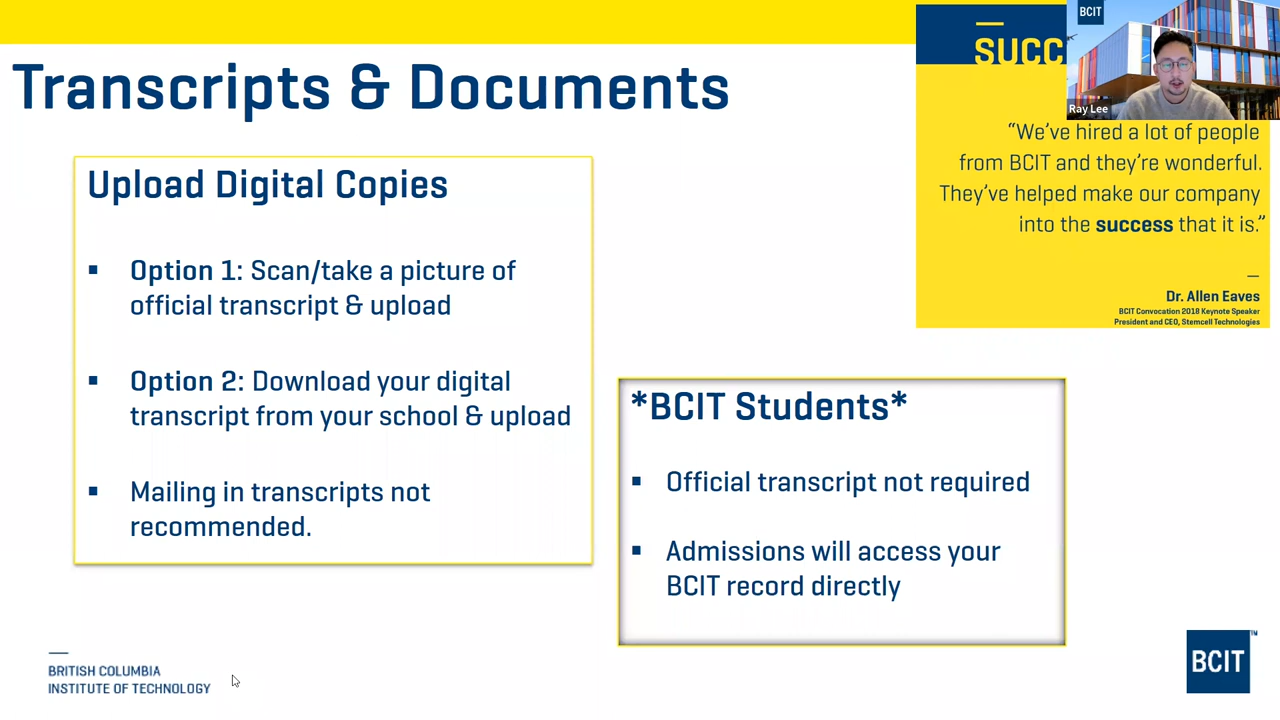 Transcripts & Documents
Upload Digital Copies
▪ Option 1: Scan/take a picture of
official transcript & upload
▪ Option 2: Download your digital
transcript from your school & upload
▪ Mailing in transcripts not
recommended.
*BCIT Students*
▪ Official transcript not required
▪ Admissions will access your
BCIT record directly
SUCC
BCIT
Ray Lee
“We’ve hired a lot of people
from BCIT and they’re wonderful.
They’ve helped make our company
into the success that it is.”
Dr. Allen Eaves
BCIT Convocation 2018 Keynote Speaker
President and CEO, Stemcell Technologies
BRITISH COLUMBIA
INSTITUTE OF TECHNOLOGY
BCIT™